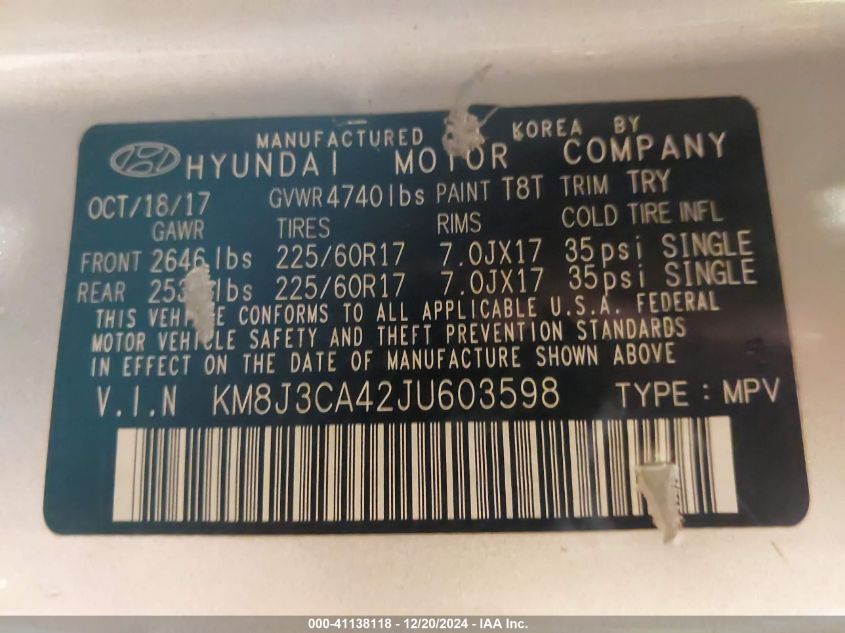 MANUFACTURED KOREA BY
HYUNDAI MOTOR COMPANY
OCT/18/17 GVWR 4740lbs PAINT T8T TRIM TRY
GAWR TIRES RIMS COLD TIRE INFL
FRONT 2646lbs 225/60R17 7.0JX17 35psi SINGLE
REAR 225/60R17 7.0JX17 35psi SINGLE
THIS VEHICLE CONFORMS TO ALL APPLICABLE U.S.A. FEDERAL
MOTOR VEHICLE SAFETY AND THEFT PREVENTION STANDARDS
IN EFFECT ON THE DATE OF MANUFACTURE SHOWN ABOVE
V.I.N KM8J3CA42JU603598 TYPE : MPV
000-41138118 - 12/20/2024 - IAA Inc.